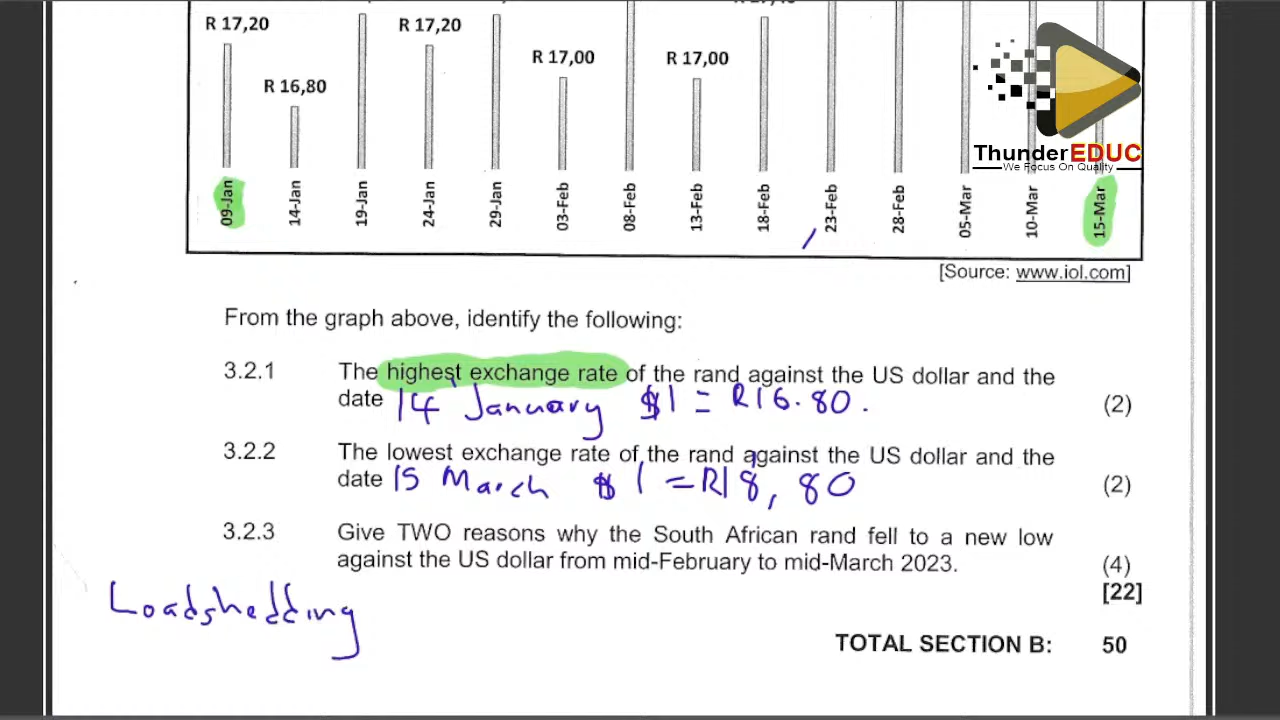 R 17,20
R 17,20
R 16,80
R 17,00
R 17,00
ThunderEDUC
We Focus On Quality
09-Jan
14-Jan
19-Jan
24-Jan
29-Jan
03-Feb
08-Feb
13-Feb
18-Feb
23-Feb
28-Feb
05-Mar
10-Mar
15-Mar
[Source: www.iol.com]
From the graph above, identify the following:
3.2.1 The highest exchange rate of the rand against the US dollar and the
date 14 January $1 = R16.80. (2)
3.2.2 The lowest exchange rate of the rand against the US dollar and the
date 15 March $1 = R18,80 (2)
3.2.3 Give TWO reasons why the South African rand fell to a new low
against the US dollar from mid-February to mid-March 2023. (4)
[22]
Loadshedding
TOTAL SECTION B: 50